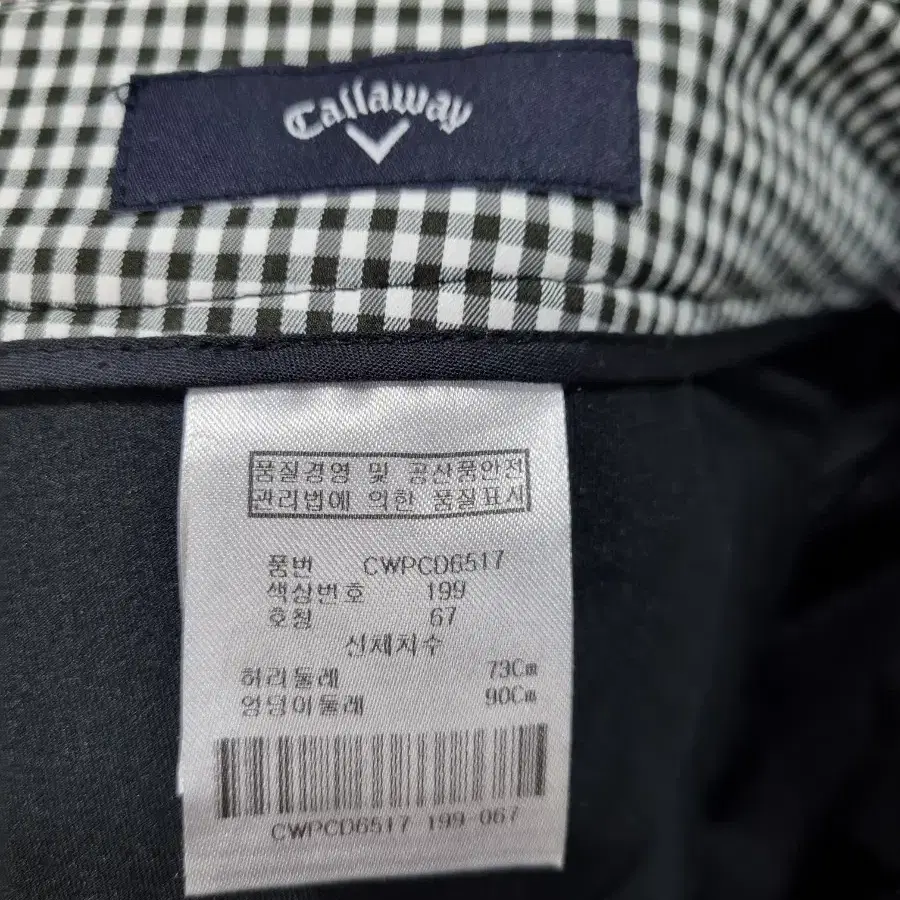 Callaway
품질경영 및 공산품안전
관리법에 의한 품질표시
품번 CWPCD6517
색상번호 199
호칭 67
신체치수
허리둘레 73Cm
엉덩이둘레 90Cm
CWPCD6517 199 067